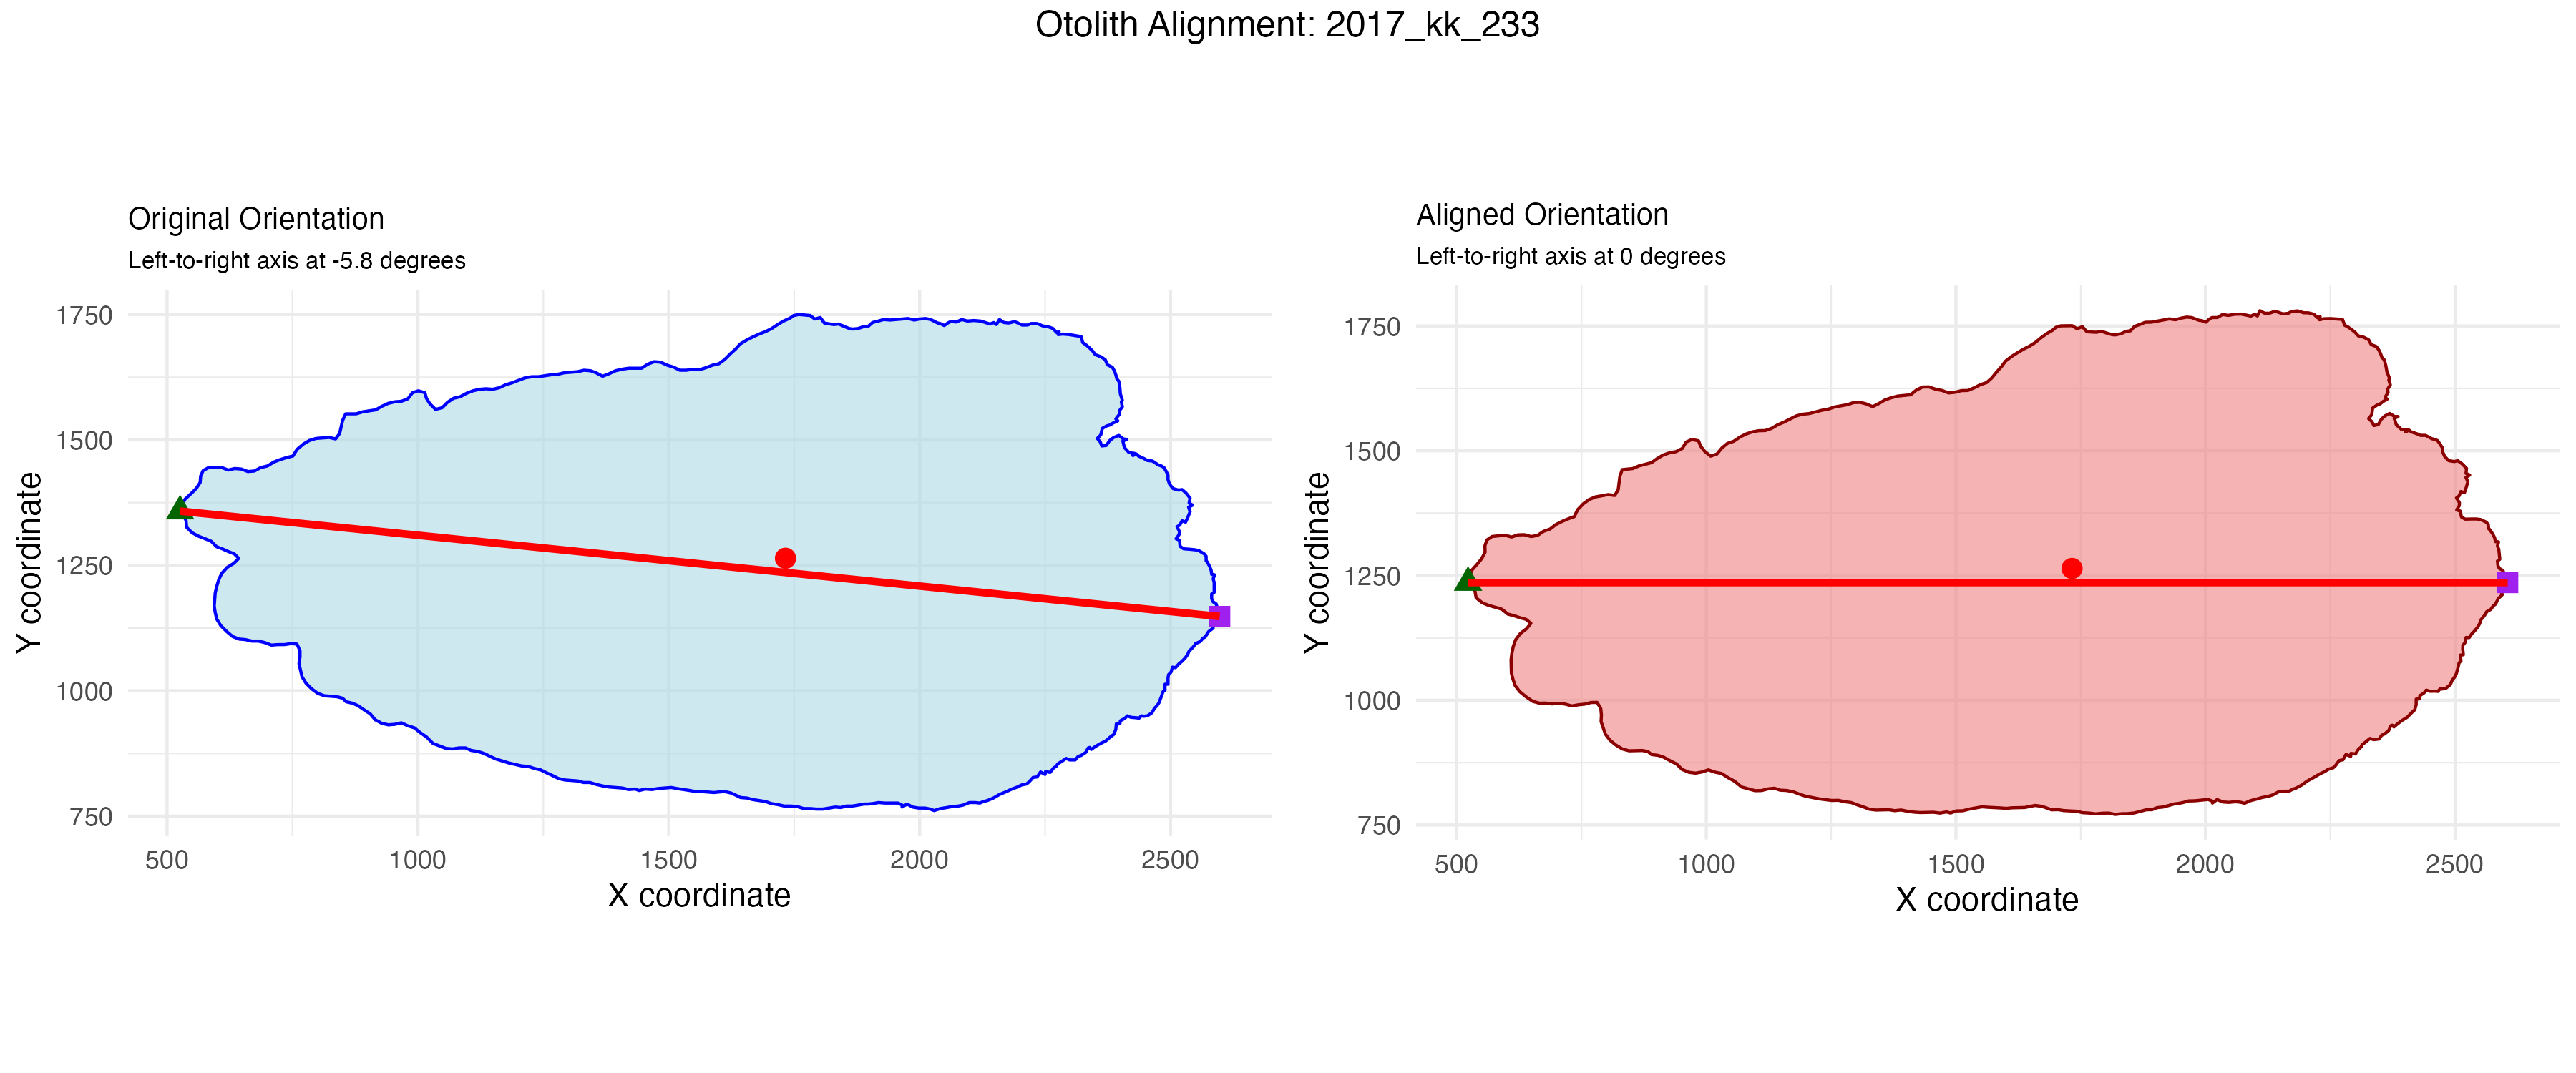 Otolith Alignment: 2017_kk_233
Original Orientation
Left-to-right axis at -5.8 degrees
1750
1500
1250
1000
750
500 1000 1500 2000 2500
X coordinate
Y coordinate
Aligned Orientation
Left-to-right axis at 0 degrees
1750
1500
1250
1000
750
500 1000 1500 2000 2500
X coordinate
Y coordinate